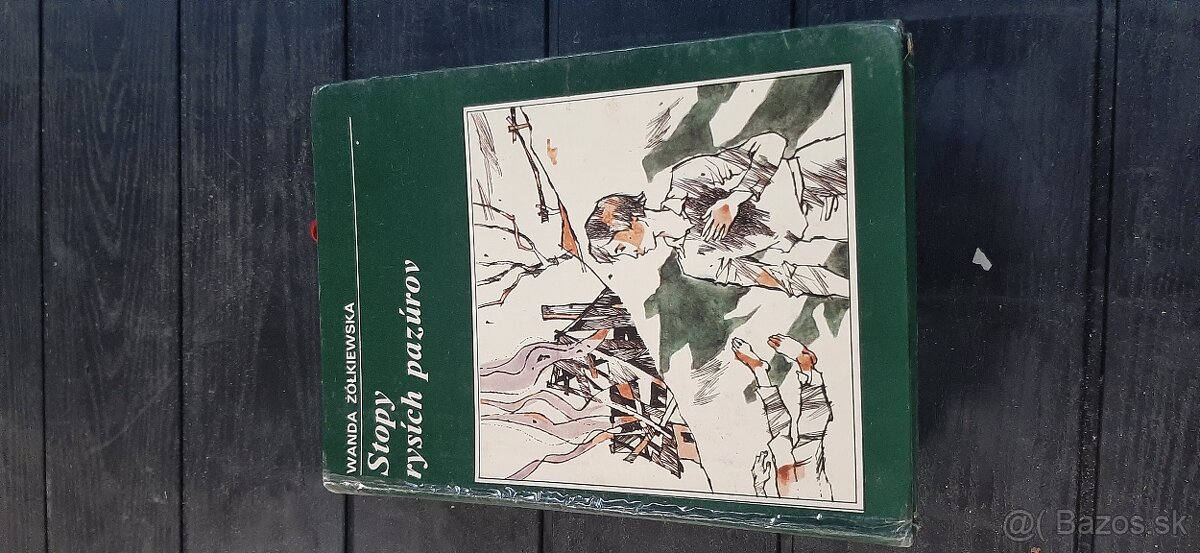 WANDA ŻÓŁKIEWSKA
Stopy
rysích pazúrov
@( Bazos.sk